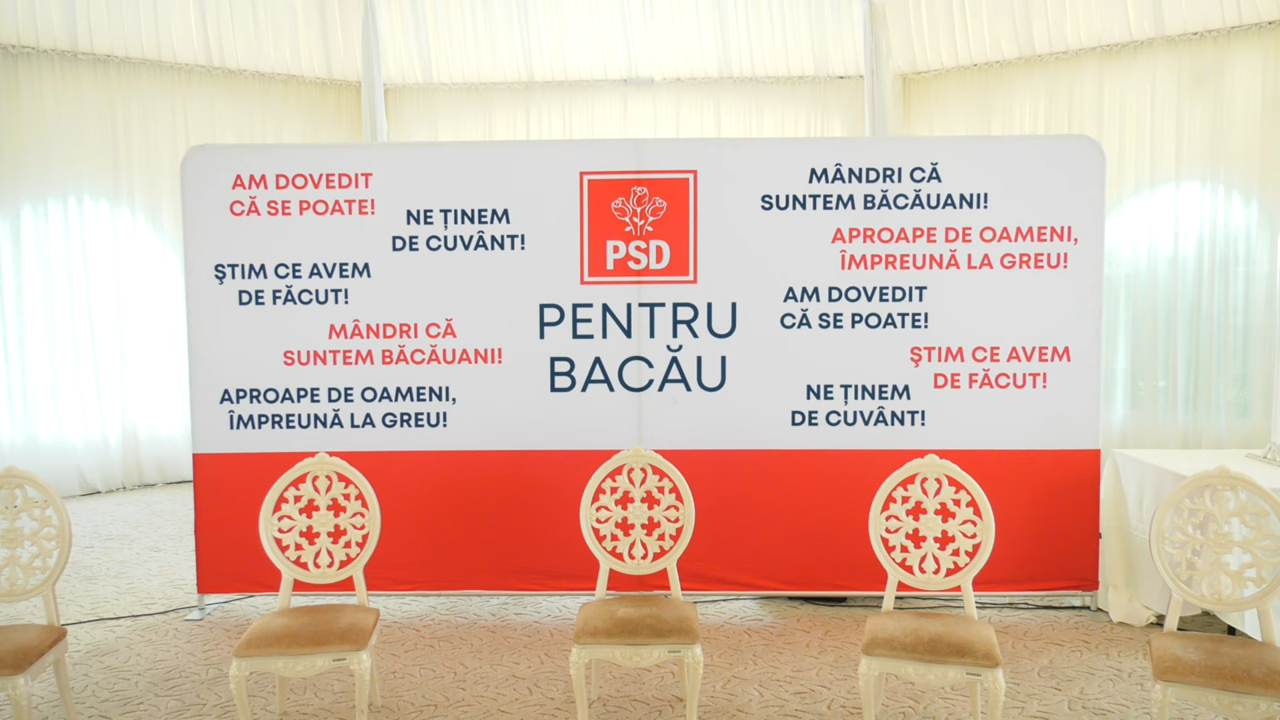 AM DOVEDIT
CĂ SE POATE!
NE ȚINEM
DE CUVÂNT!
ŞTIM CE AVEM
DE FĂCUT!
MÂNDRI CĂ
SUNTEM BĂCĂUANI!
APROAPE DE OAMENI,
ÎMPREUNĂ LA GREU!
PSD
PENTRU
BACĂU
MÂNDRI CĂ
SUNTEM BĂCĂUANI!
APROAPE DE OAMENI,
ÎMPREUNĂ LA GREU!
AM DOVEDIT
CĂ SE POATE!
ŞTIM CE AVEM
DE FĂCUT!
NE ȚINEM
DE CUVÂNT!